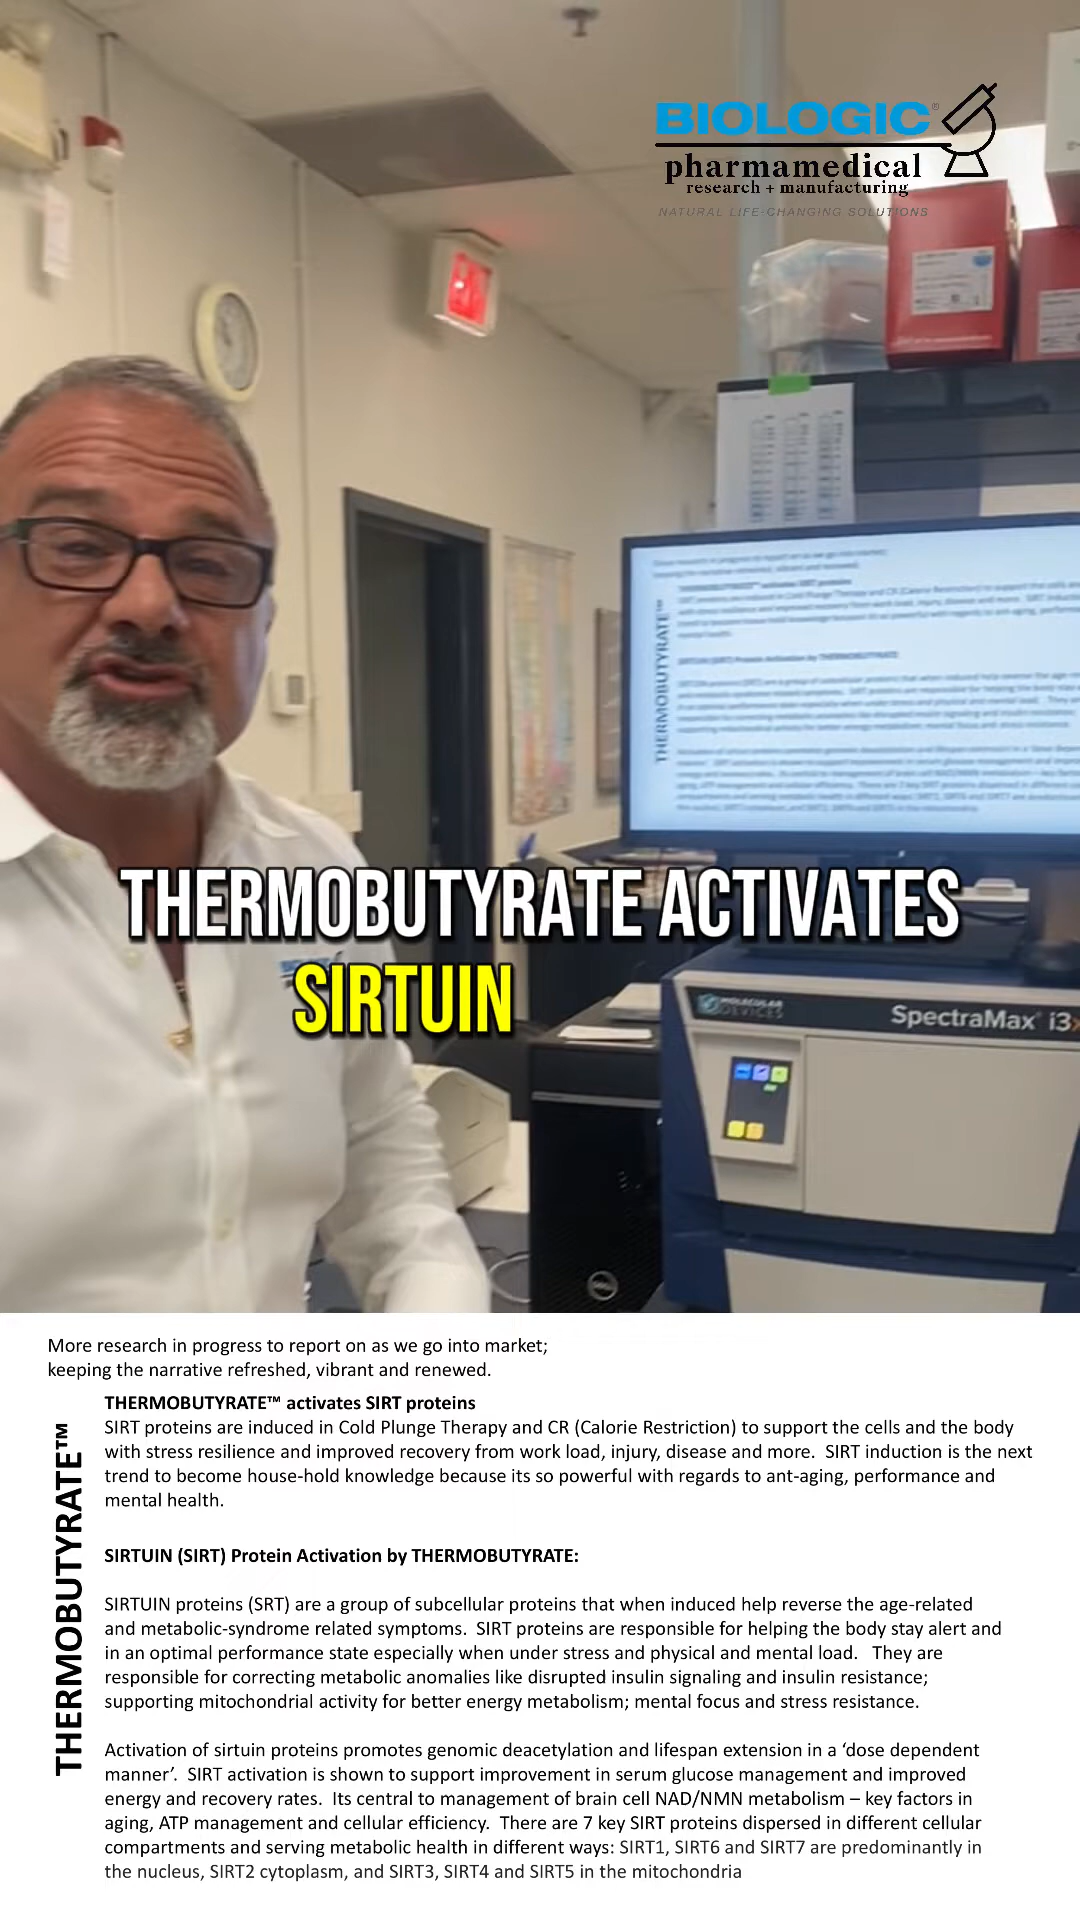 BIOLOGIC®
pharmamedical
research + manufacturing
NATURAL LIFE-CHANGING SOLUTIONS
THERMOBUTYRATE™
THERMOBUTYRATE ACTIVATES
SIRTUIN
MOLECULAR
DEVICES
SpectraMax® i3x
DELL
More research in progress to report on as we go into market;
keeping the narrative refreshed, vibrant and renewed.
THERMOBUTYRATE™
THERMOBUTYRATE™ activates SIRT proteins
SIRT proteins are induced in Cold Plunge Therapy and CR (Calorie Restriction) to support the cells and the body
with stress resilience and improved recovery from work load, injury, disease and more.  SIRT induction is the next
trend to become house-hold knowledge because its so powerful with regards to ant-aging, performance and
mental health.
SIRTUIN (SIRT) Protein Activation by THERMOBUTYRATE:
SIRTUIN proteins (SRT) are a group of subcellular proteins that when induced help reverse the age-related
and metabolic-syndrome related symptoms.  SIRT proteins are responsible for helping the body stay alert and
in an optimal performance state especially when under stress and physical and mental load.   They are
responsible for correcting metabolic anomalies like disrupted insulin signaling and insulin resistance;
supporting mitochondrial activity for better energy metabolism; mental focus and stress resistance.
Activation of sirtuin proteins promotes genomic deacetylation and lifespan extension in a ‘dose dependent
manner’.  SIRT activation is shown to support improvement in serum glucose management and improved
energy and recovery rates.  Its central to management of brain cell NAD/NMN metabolism – key factors in
aging, ATP management and cellular efficiency.  There are 7 key SIRT proteins dispersed in different cellular
compartments and serving metabolic health in different ways: SIRT1, SIRT6 and SIRT7 are predominantly in
the nucleus, SIRT2 cytoplasm, and SIRT3, SIRT4 and SIRT5 in the mitochondria